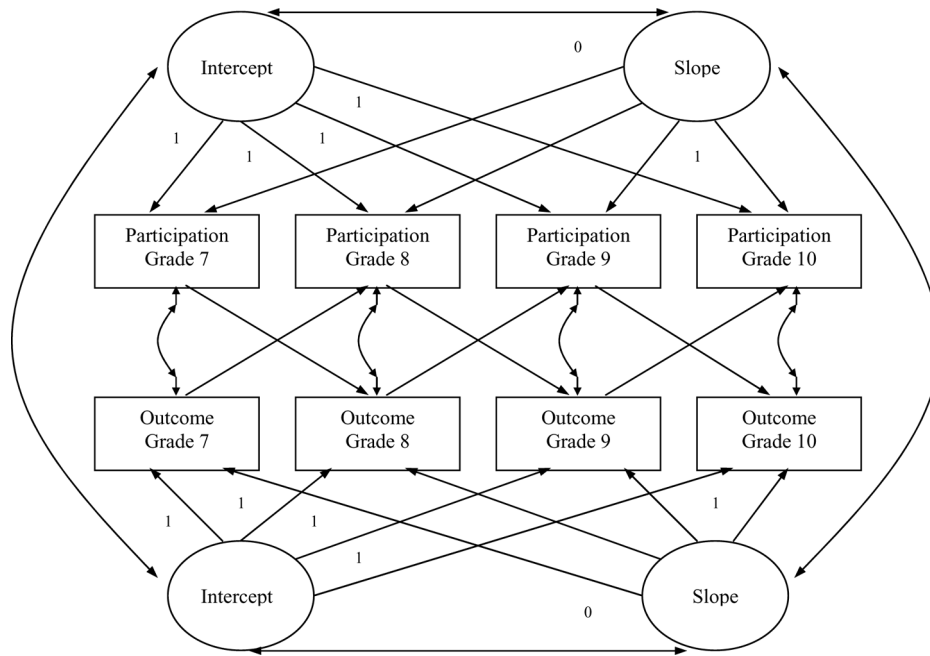 0
Intercept
Slope
1
1
1
1
1
Participation
Grade 7
Participation
Grade 8
Participation
Grade 9
Participation
Grade 10
Outcome
Grade 7
Outcome
Grade 8
Outcome
Grade 9
Outcome
Grade 10
1
1
1
1
1
Intercept
Slope
0